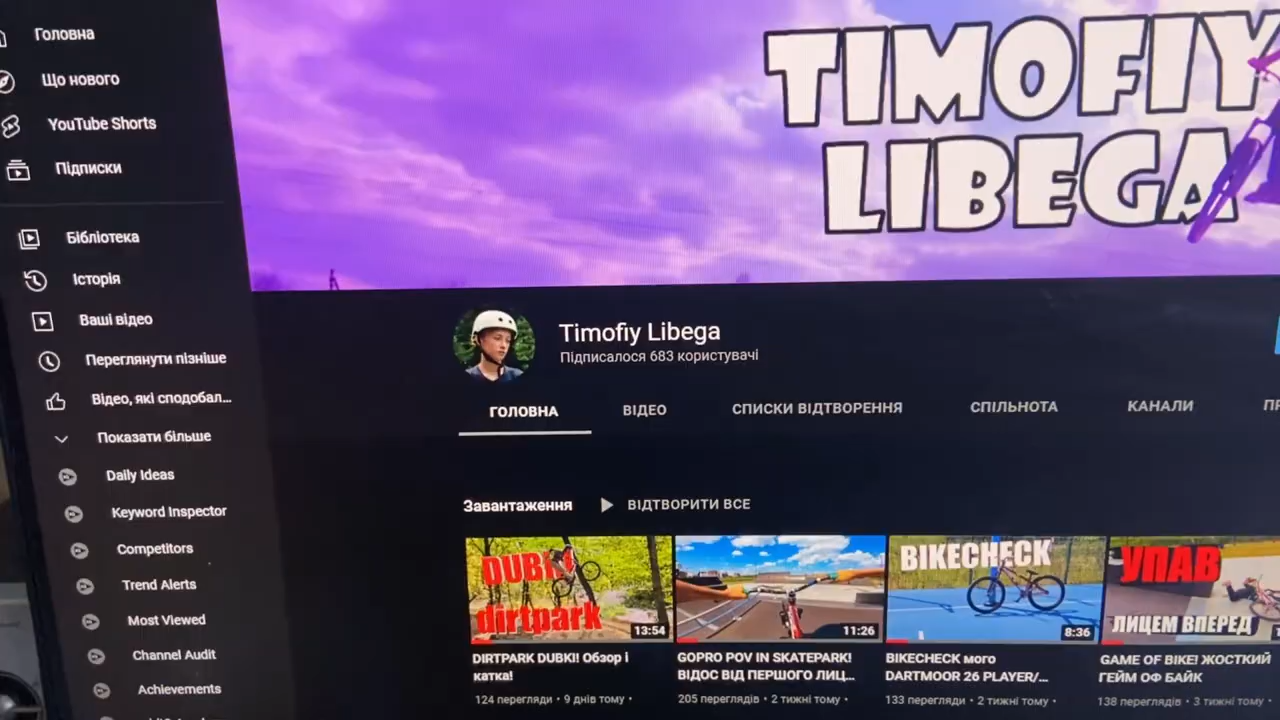 Головна
Що нового
YouTube Shorts
Підписки
Бібліотека
Історія
Ваші відео
Переглянути пізніше
Відео, які сподобал...
Показати більше
Daily Ideas
Keyword Inspector
Competitors
Trend Alerts
Most Viewed
Channel Audit
Achievements
TIMOFIY
LIBEGA
Timofiy Libega
Підписалося 683 користувачі
ГОЛОВНА ВІДЕО СПИСКИ ВІДТВОРЕННЯ СПІЛЬНОТА КАНАЛИ
Завантаження ВІДТВОРИТИ ВСЕ
DUBKI
dirtpark
13:54
DIRTPARK DUBKI! Обзор і
катка!
124 перегляди • 9 днів тому •
11:26
GOPRO POV IN SKATEPARK!
ВІДОС ВІД ПЕРШОГО ЛИЦ...
205 переглядів • 2 тижні тому •
BIKECHECK
8:36
BIKECHECK мого
DARTMOOR 26 PLAYER/...
133 перегляди • 2 тижні тому •
УПАВ
ЛИЦЕМ ВПЕРЕД
GAME OF BIKE! ЖОСТКИЙ
ГЕЙМ ОФ БАЙК
138 переглядів • 3 тижні тому •